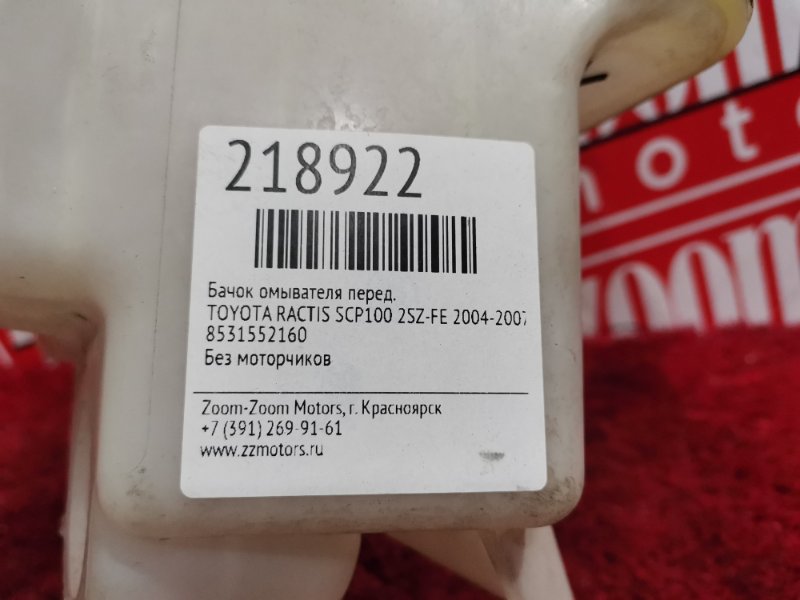 218922
Бачок омывателя перед.
TOYOTA RACTIS SCP100 2SZ-FE 2004-2007
8531552160
Без моторчиков
Zoom-Zoom Motors, г. Красноярск
+7 (391) 269-91-61
www.zzmotors.ru